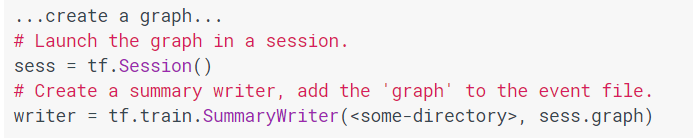 ...create a graph...
# Launch the graph in a session.
sess = tf.Session()
# Create a summary writer, add the 'graph' to the event file.
writer = tf.train.SummaryWriter(<some-directory>, sess.graph)